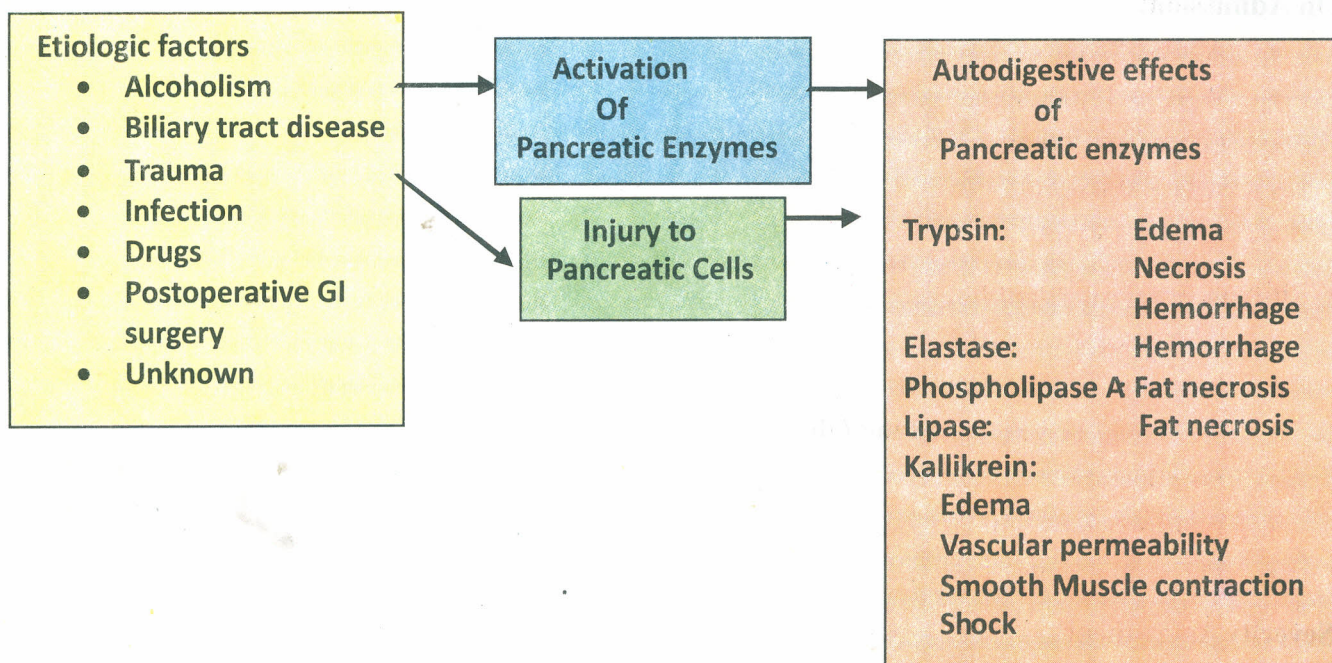 Etiologic factors
• Alcoholism
• Biliary tract disease
• Trauma
• Infection
• Drugs
• Postoperative GI
surgery
• Unknown
Activation
Of
Pancreatic Enzymes
Injury to
Pancreatic Cells
Autodigestive effects
of
Pancreatic enzymes
Trypsin: Edema
Necrosis
Hemorrhage
Elastase: Hemorrhage
Phospholipase A: Fat necrosis
Lipase: Fat necrosis
Kallikrein:
Edema
Vascular permeability
Smooth Muscle contraction
Shock